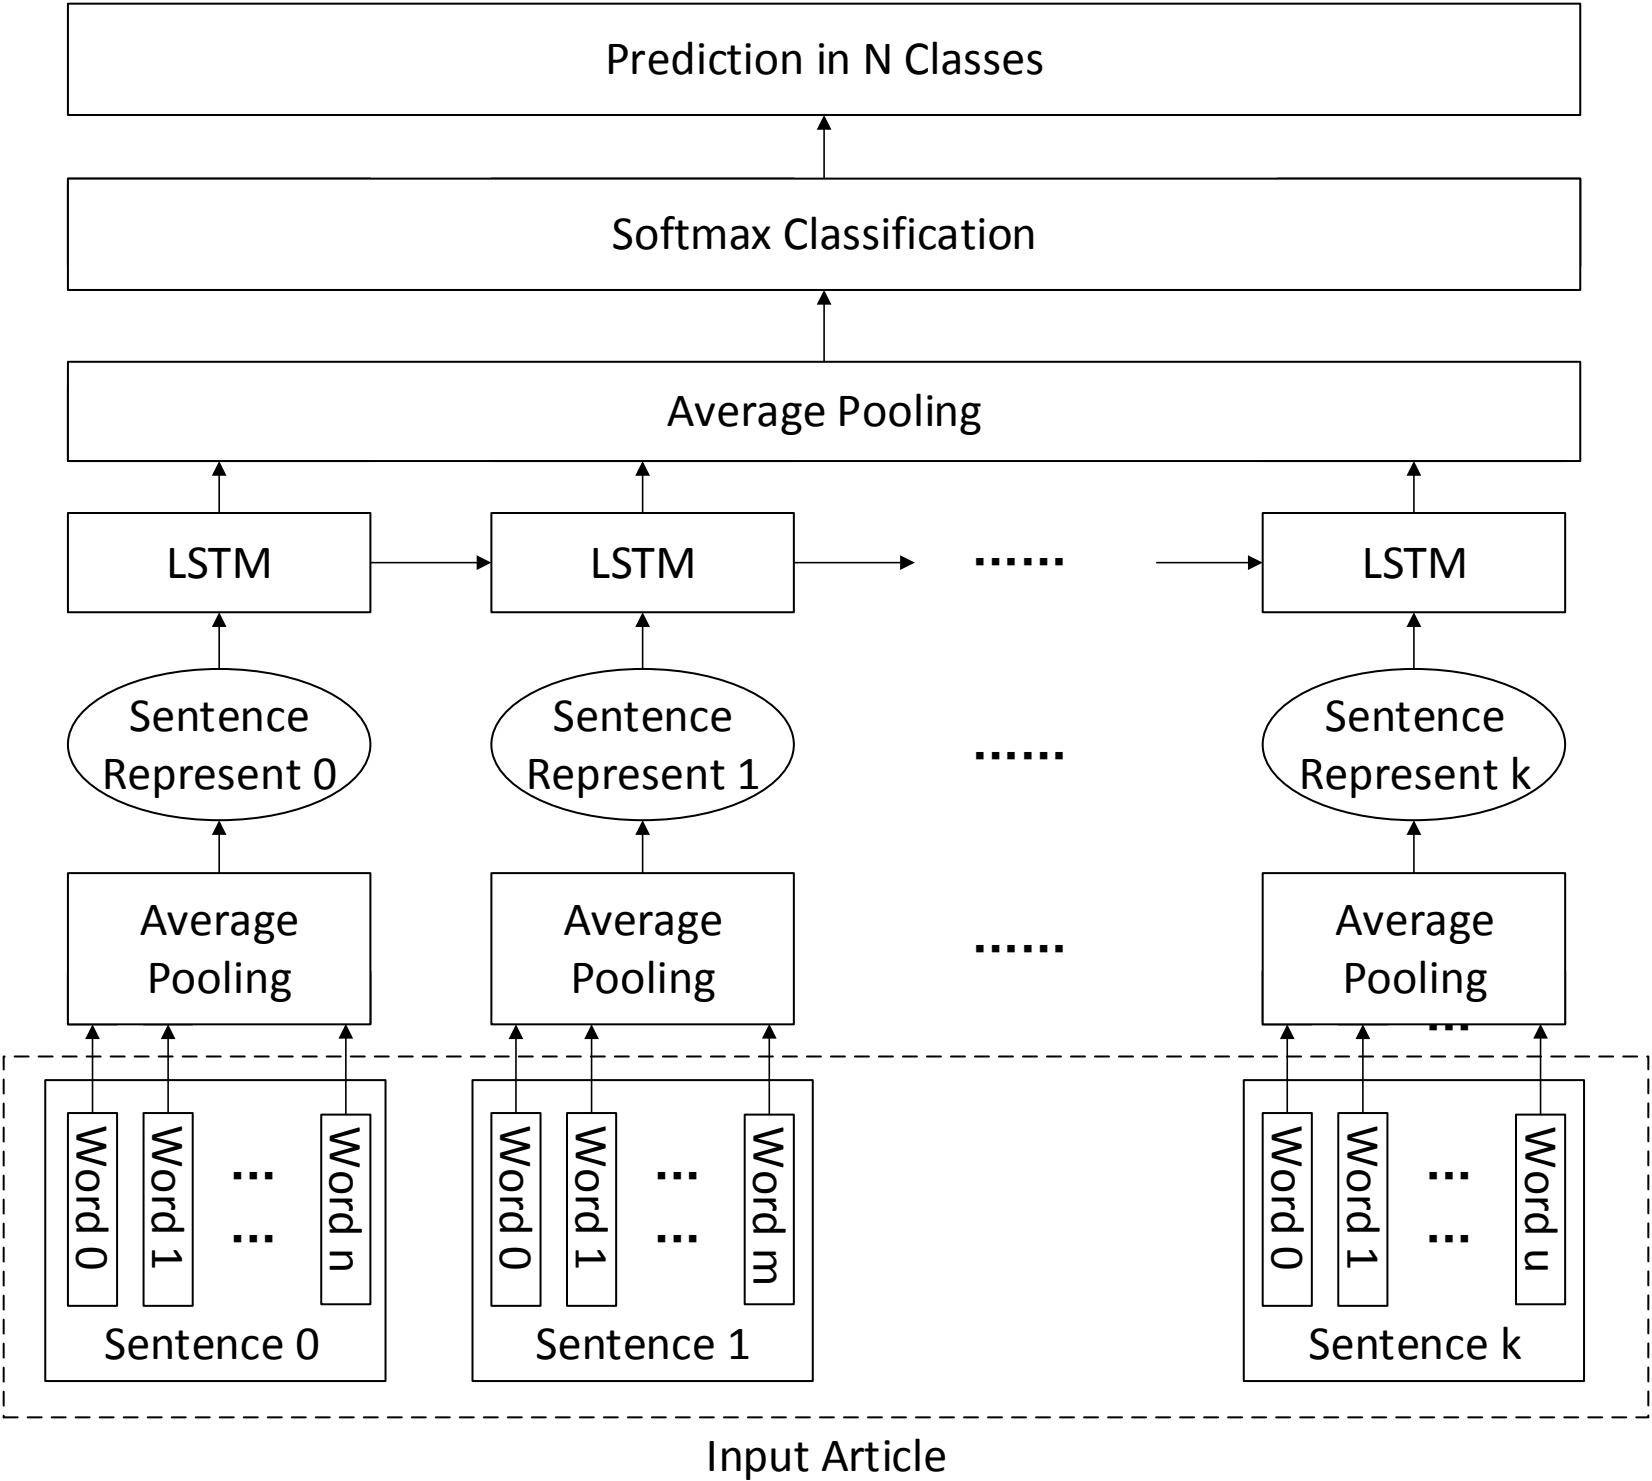 Prediction in N Classes
Softmax Classification
Average Pooling
LSTM
LSTM
......
LSTM
Sentence
Represent 0
Sentence
Represent 1
......
Sentence
Represent k
Average
Pooling
Average
Pooling
......
Average
Pooling
...
Word 0
Word 1
...
...
Word n
Sentence 0
Word 0
Word 1
...
...
Word m
Sentence 1
Word 0
Word 1
...
...
Word u
Sentence k
Input Article